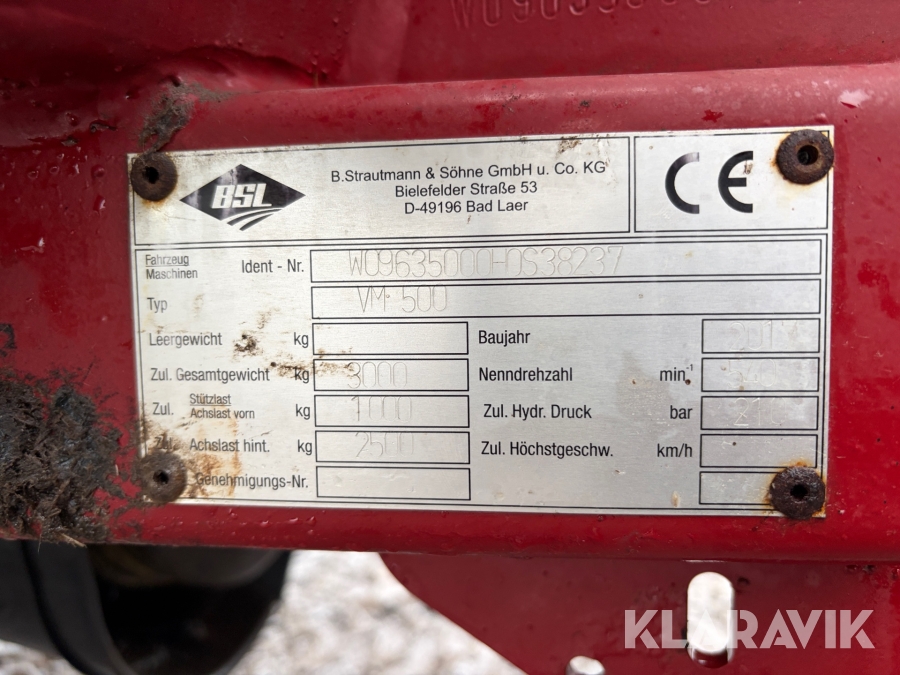 BSL
B.Strautmann & Söhne GmbH u. Co. KG
Bielefelder Straße 53
D-49196 Bad Laer
CE
Fahrzeug
Maschinen
Ident - Nr.
W09635000H0S38237
Typ
VM 500
Leergewicht kg
Baujahr
Zul. Gesamtgewicht kg 3000
Nenndrehzahl min⁻¹
Zul. Stützlast
Achslast vorn kg 1000
Zul. Hydr. Druck bar
Zul. Achslast hint. kg 2500
Zul. Höchstgeschw. km/h
Genehmigungs-Nr.
KLARAVIK